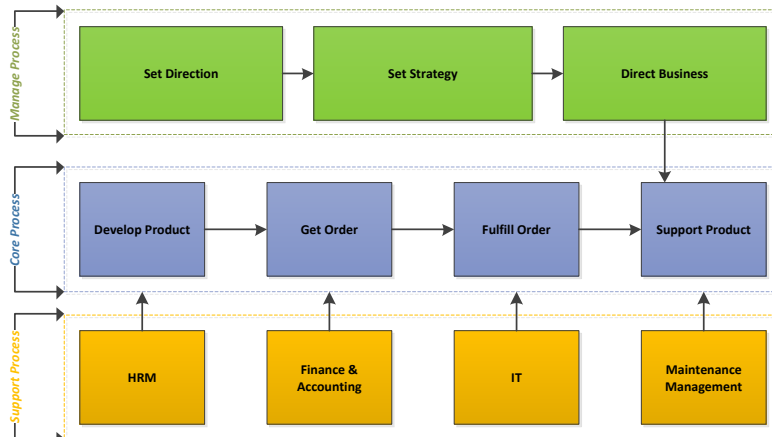 Manage Process
Set Direction
Set Strategy
Direct Business
Core Process
Develop Product
Get Order
Fulfill Order
Support Product
Support Process
HRM
Finance &
Accounting
IT
Maintenance
Management